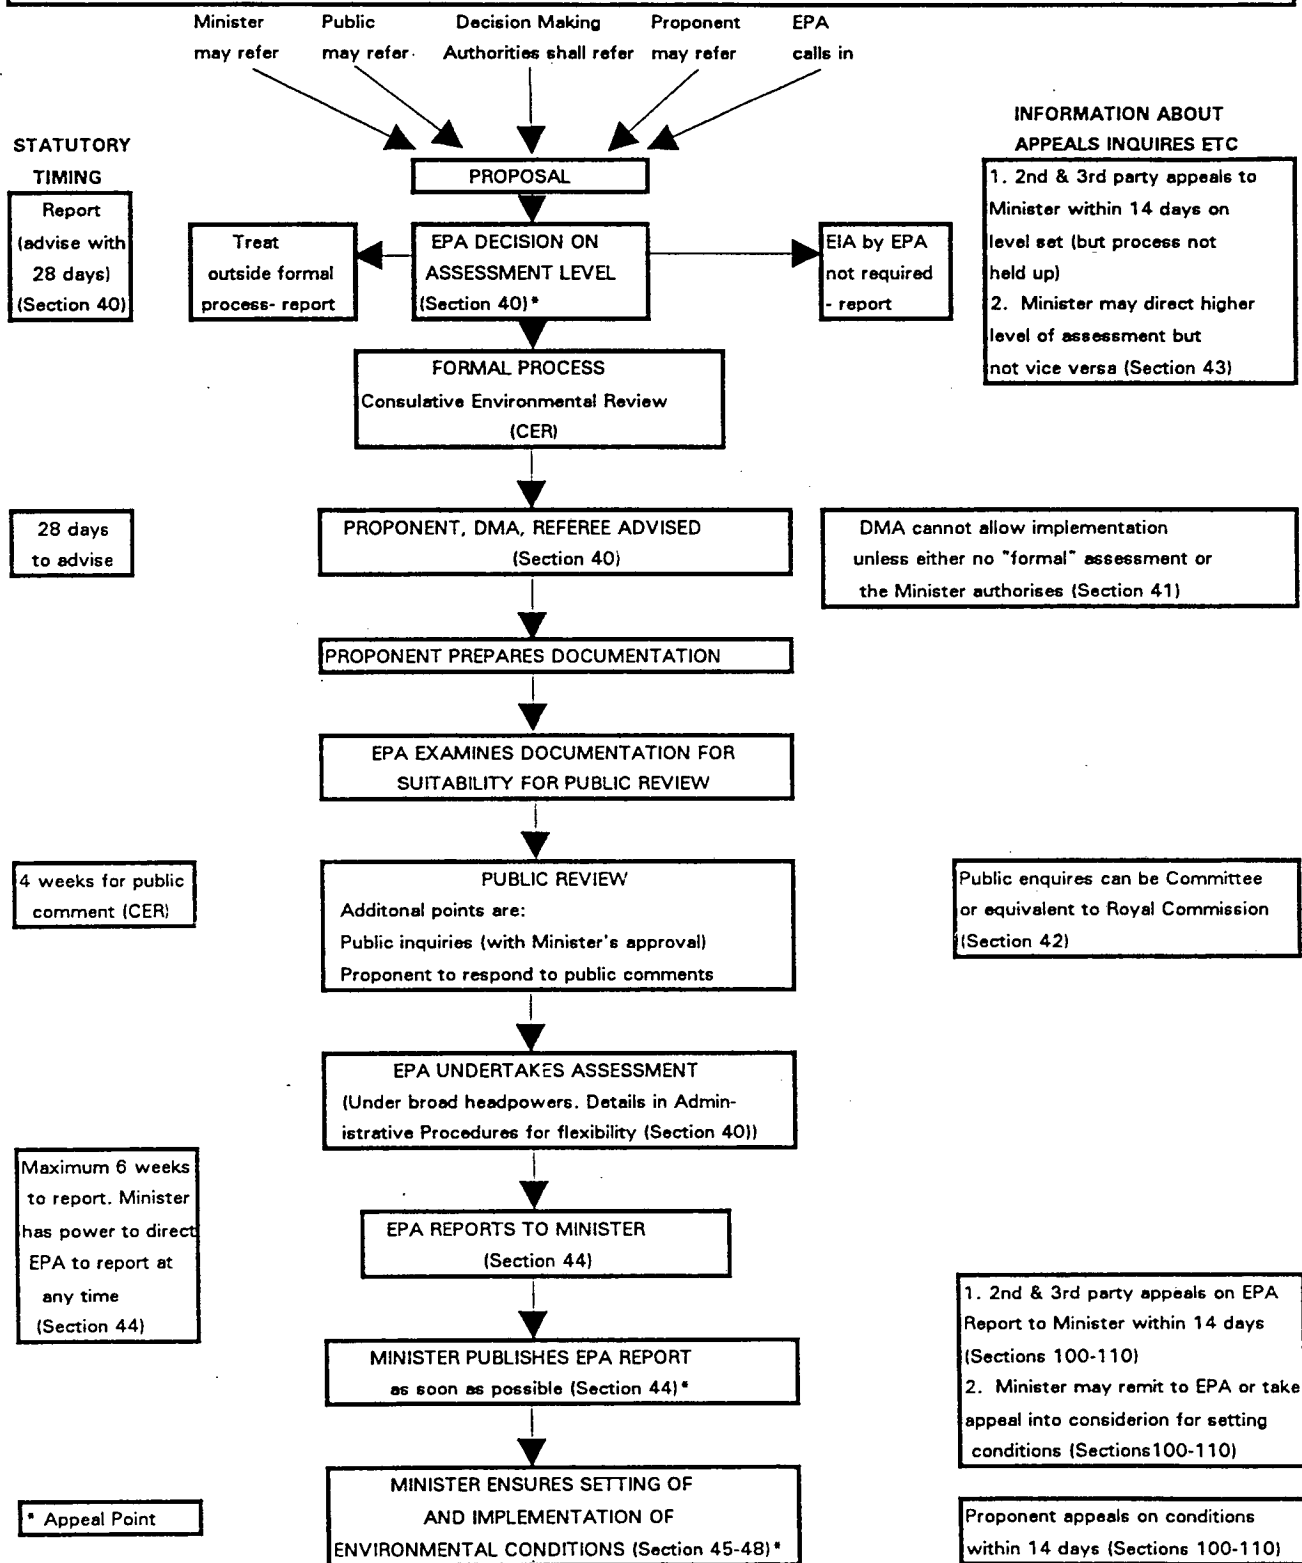 Minister
may refer
Public
may refer
Decision Making
Authorities shall refer
Proponent
may refer
EPA
calls in
STATUTORY
TIMING
INFORMATION ABOUT
APPEALS INQUIRES ETC
PROPOSAL
Report
(advise with
28 days)
(Section 40)
Treat
outside formal
process- report
EPA DECISION ON
ASSESSMENT LEVEL
(Section 40)*
EIA by EPA
not required
- report
1. 2nd & 3rd party appeals to
Minister within 14 days on
level set (but process not
held up)
2. Minister may direct higher
level of assessment but
not vice versa (Section 43)
FORMAL PROCESS
Consulative Environmental Review
(CER)
28 days
to advise
PROPONENT, DMA, REFEREE ADVISED
(Section 40)
DMA cannot allow implementation
unless either no "formal" assessment or
the Minister authorises (Section 41)
PROPONENT PREPARES DOCUMENTATION
EPA EXAMINES DOCUMENTATION FOR
SUITABILITY FOR PUBLIC REVIEW
4 weeks for public
comment (CER)
PUBLIC REVIEW
Additonal points are:
Public inquiries (with Minister's approval)
Proponent to respond to public comments
Public enquires can be Committee
or equivalent to Royal Commission
(Section 42)
EPA UNDERTAKES ASSESSMENT
(Under broad headpowers. Details in Admin-
istrative Procedures for flexibility (Section 40))
Maximum 6 weeks
to report. Minister
has power to direct
EPA to report at
any time
(Section 44)
EPA REPORTS TO MINISTER
(Section 44)
MINISTER PUBLISHES EPA REPORT
as soon as possible (Section 44)*
1. 2nd & 3rd party appeals on EPA
Report to Minister within 14 days
(Sections 100-110)
2. Minister may remit to EPA or take
appeal into considerion for setting
conditions (Sections100-110)
* Appeal Point
MINISTER ENSURES SETTING OF
AND IMPLEMENTATION OF
ENVIRONMENTAL CONDITIONS (Section 45-48)*
Proponent appeals on conditions
within 14 days (Sections 100-110)